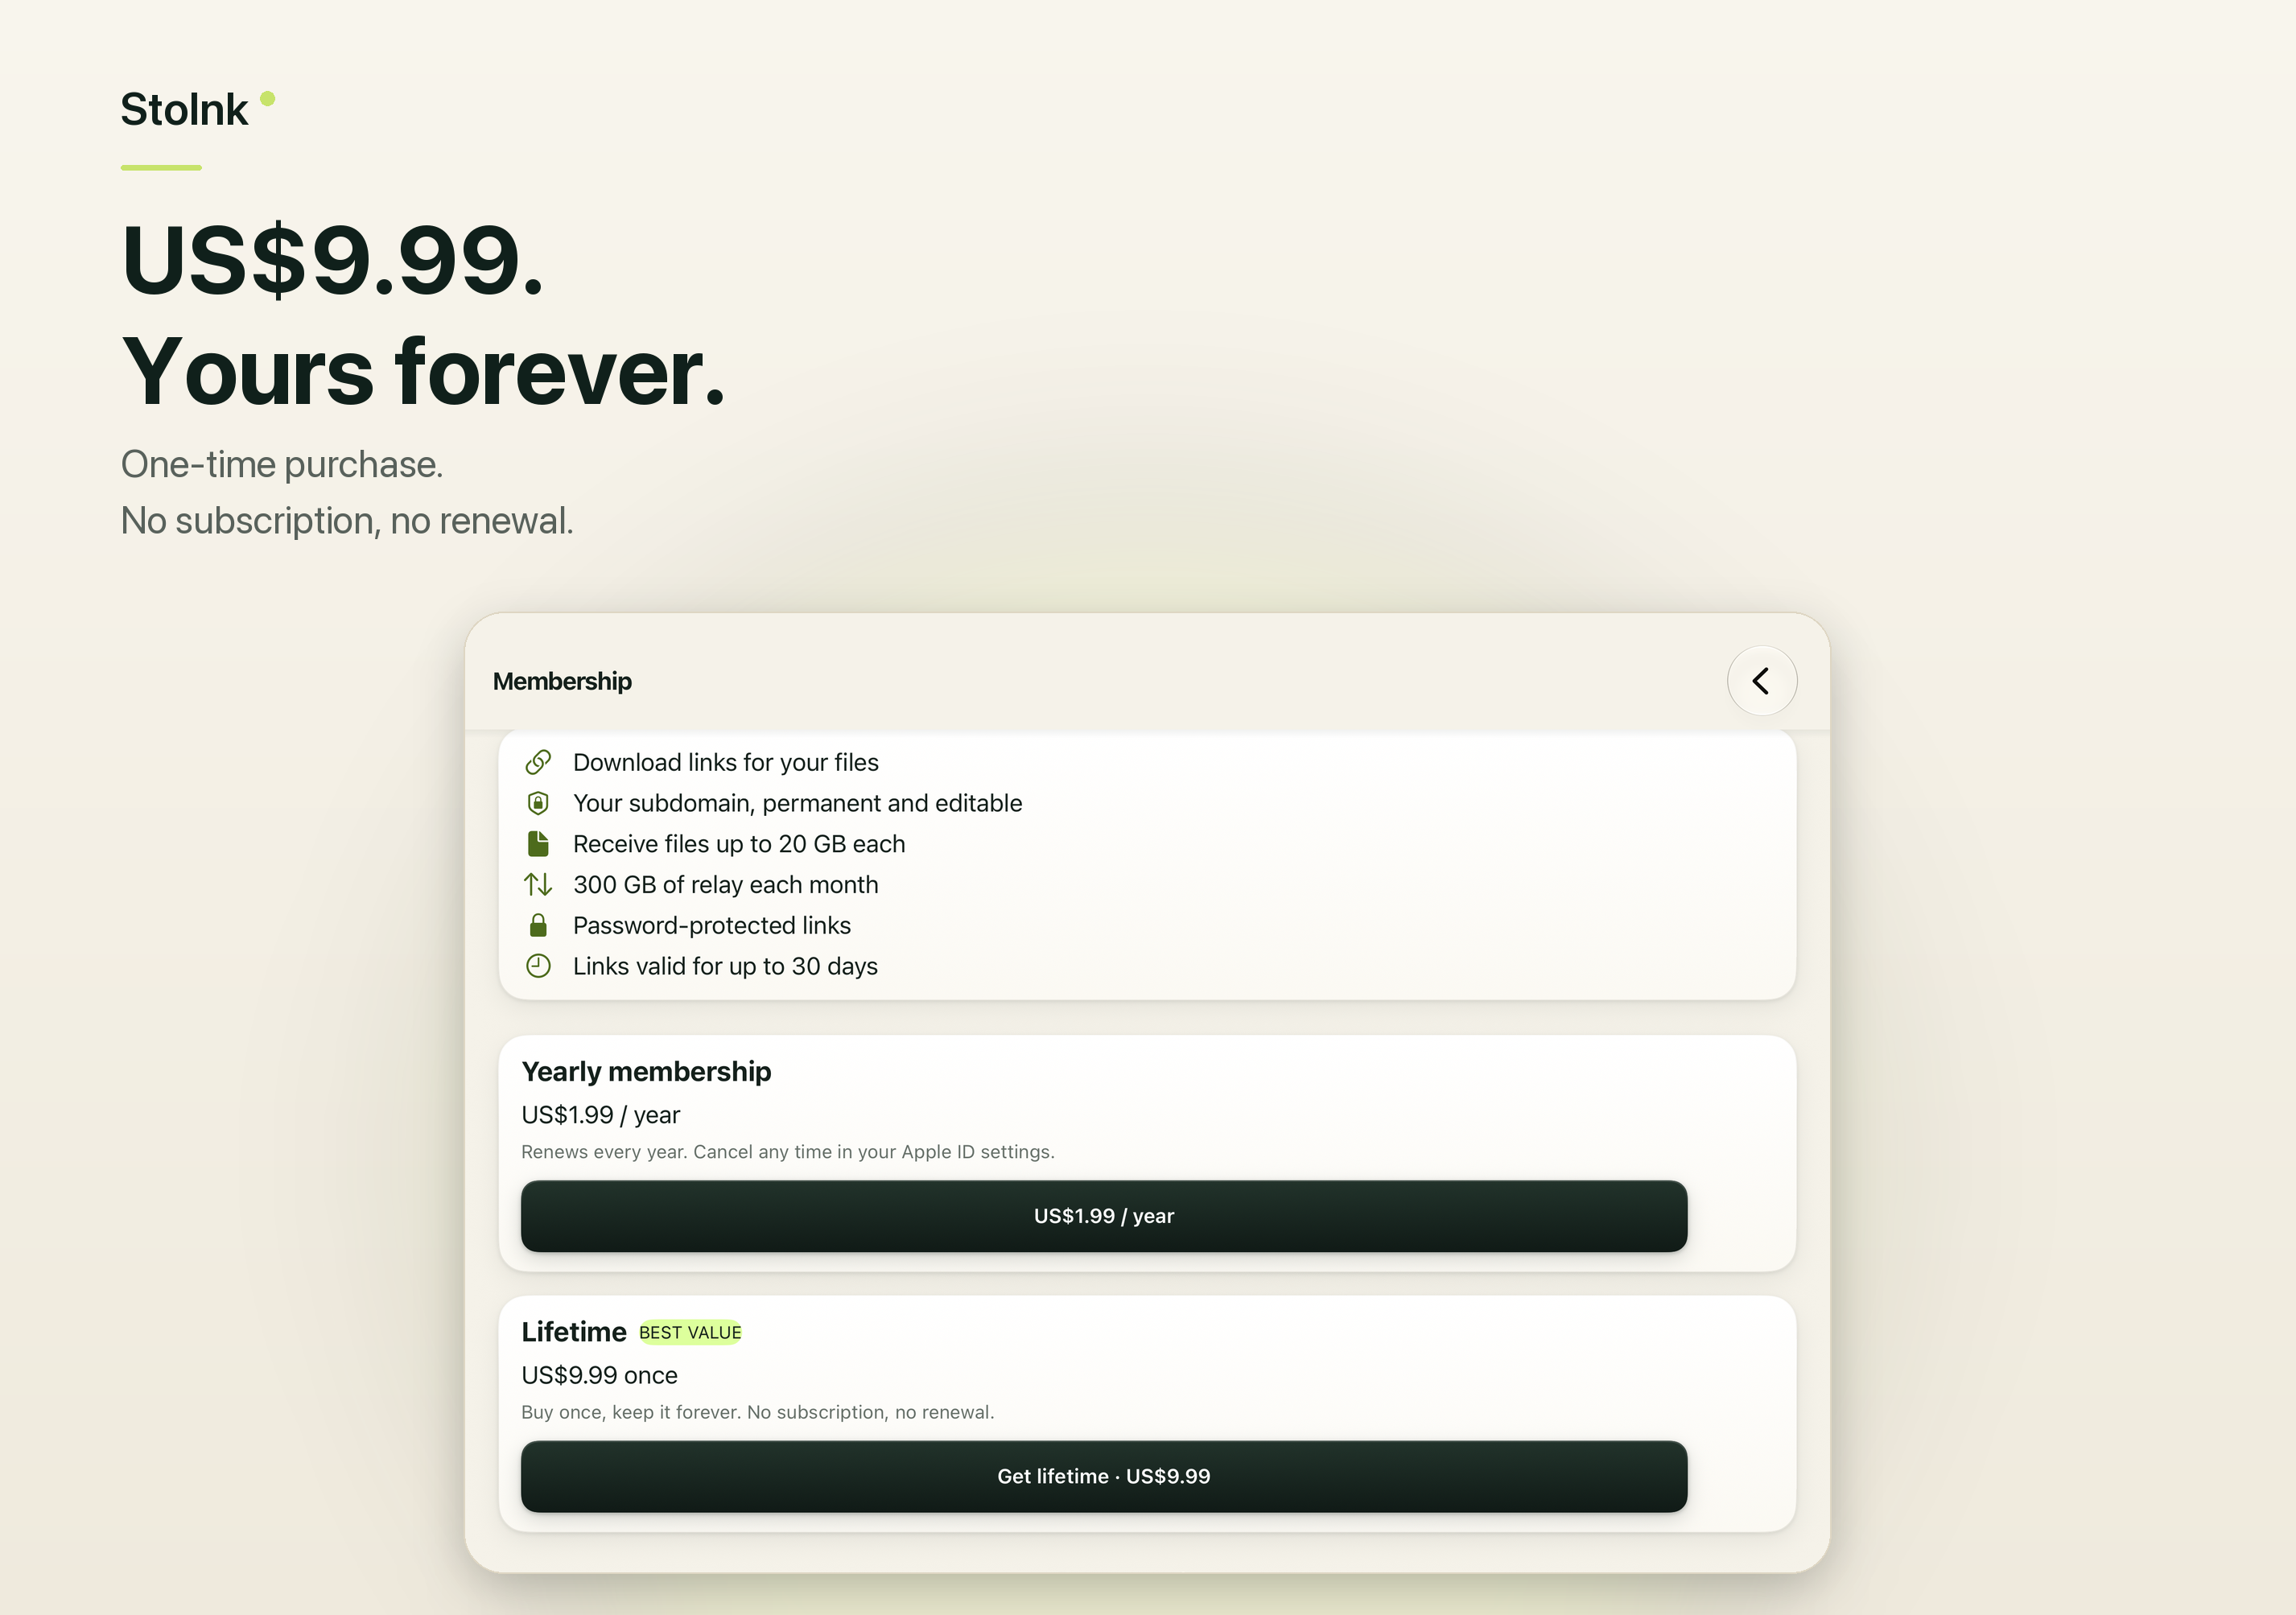 Stolnk
US$9.99.
Yours forever.
One-time purchase.
No subscription, no renewal.
Membership
Download links for your files
Your subdomain, permanent and editable
Receive files up to 20 GB each
300 GB of relay each month
Password-protected links
Links valid for up to 30 days
Yearly membership
US$1.99 / year
Renews every year. Cancel any time in your Apple ID settings.
US$1.99 / year
Lifetime BEST VALUE
US$9.99 once
Buy once, keep it forever. No subscription, no renewal.
Get lifetime · US$9.99